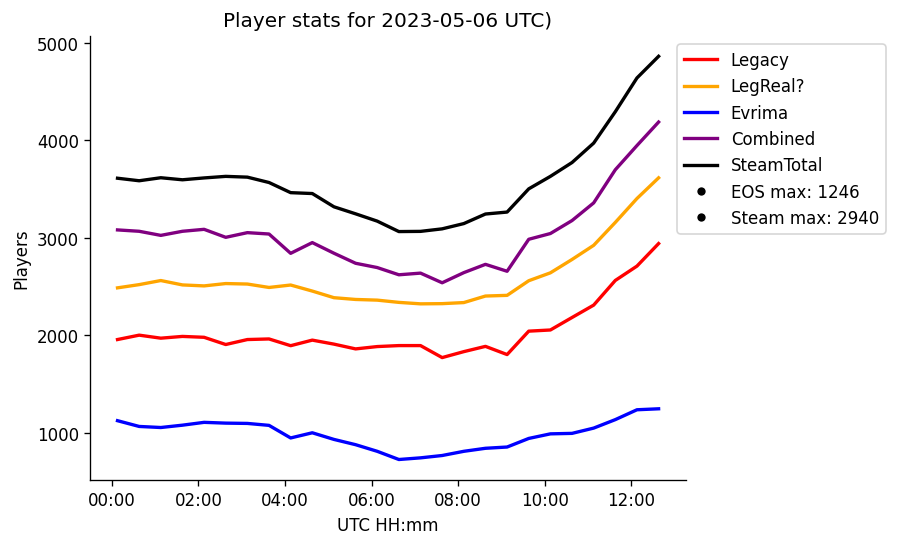 Player stats for 2023-05-06 UTC)
5000
4000
3000
2000
1000
Players
00:00 02:00 04:00 06:00 08:00 10:00 12:00
UTC HH:mm
Legacy
LegReal?
Evrima
Combined
SteamTotal
EOS max: 1246
Steam max: 2940